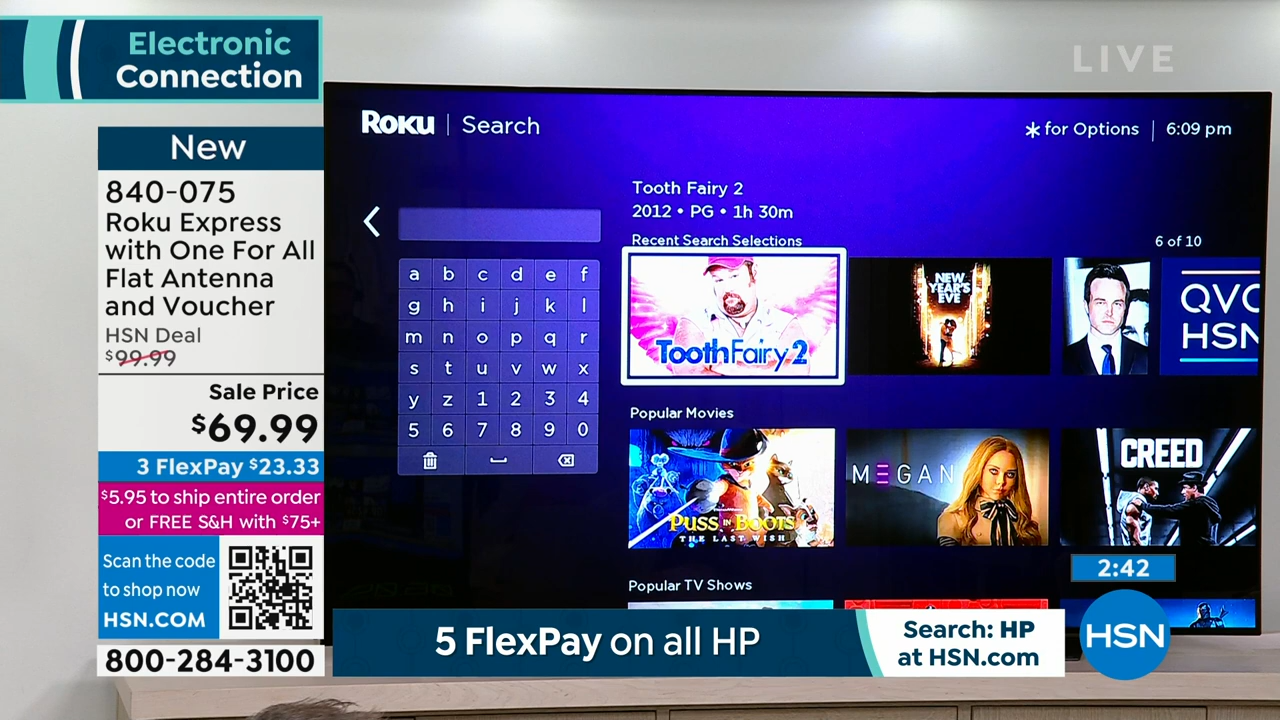 Electronic
Connection
New
840-075
Roku Express
with One For All
Flat Antenna
and Voucher
HSN Deal
$99.99
Sale Price
$69.99
3 FlexPay $23.33
$5.95 to ship entire order
or FREE S&H with $75+
Scan the code
to shop now
HSN.COM
800-284-3100
LIVE
Roku | Search
* for Options | 6:09 pm
Tooth Fairy 2
2012 • PG • 1h 30m
Recent Search Selections
6 of 10
a b c d e f
g h i j k l
m n o p q r
s t u v w x
y z 1 2 3 4
5 6 7 8 9 0
ToothFairy 2
NEW
YEAR'S
EVE
QVC
HSN
Popular Movies
PUSS IN BOOTS
THE LAST WISH
M3GAN
CREED
Popular TV Shows
2:42
5 FlexPay on all HP
Search: HP
at HSN.com
HSN